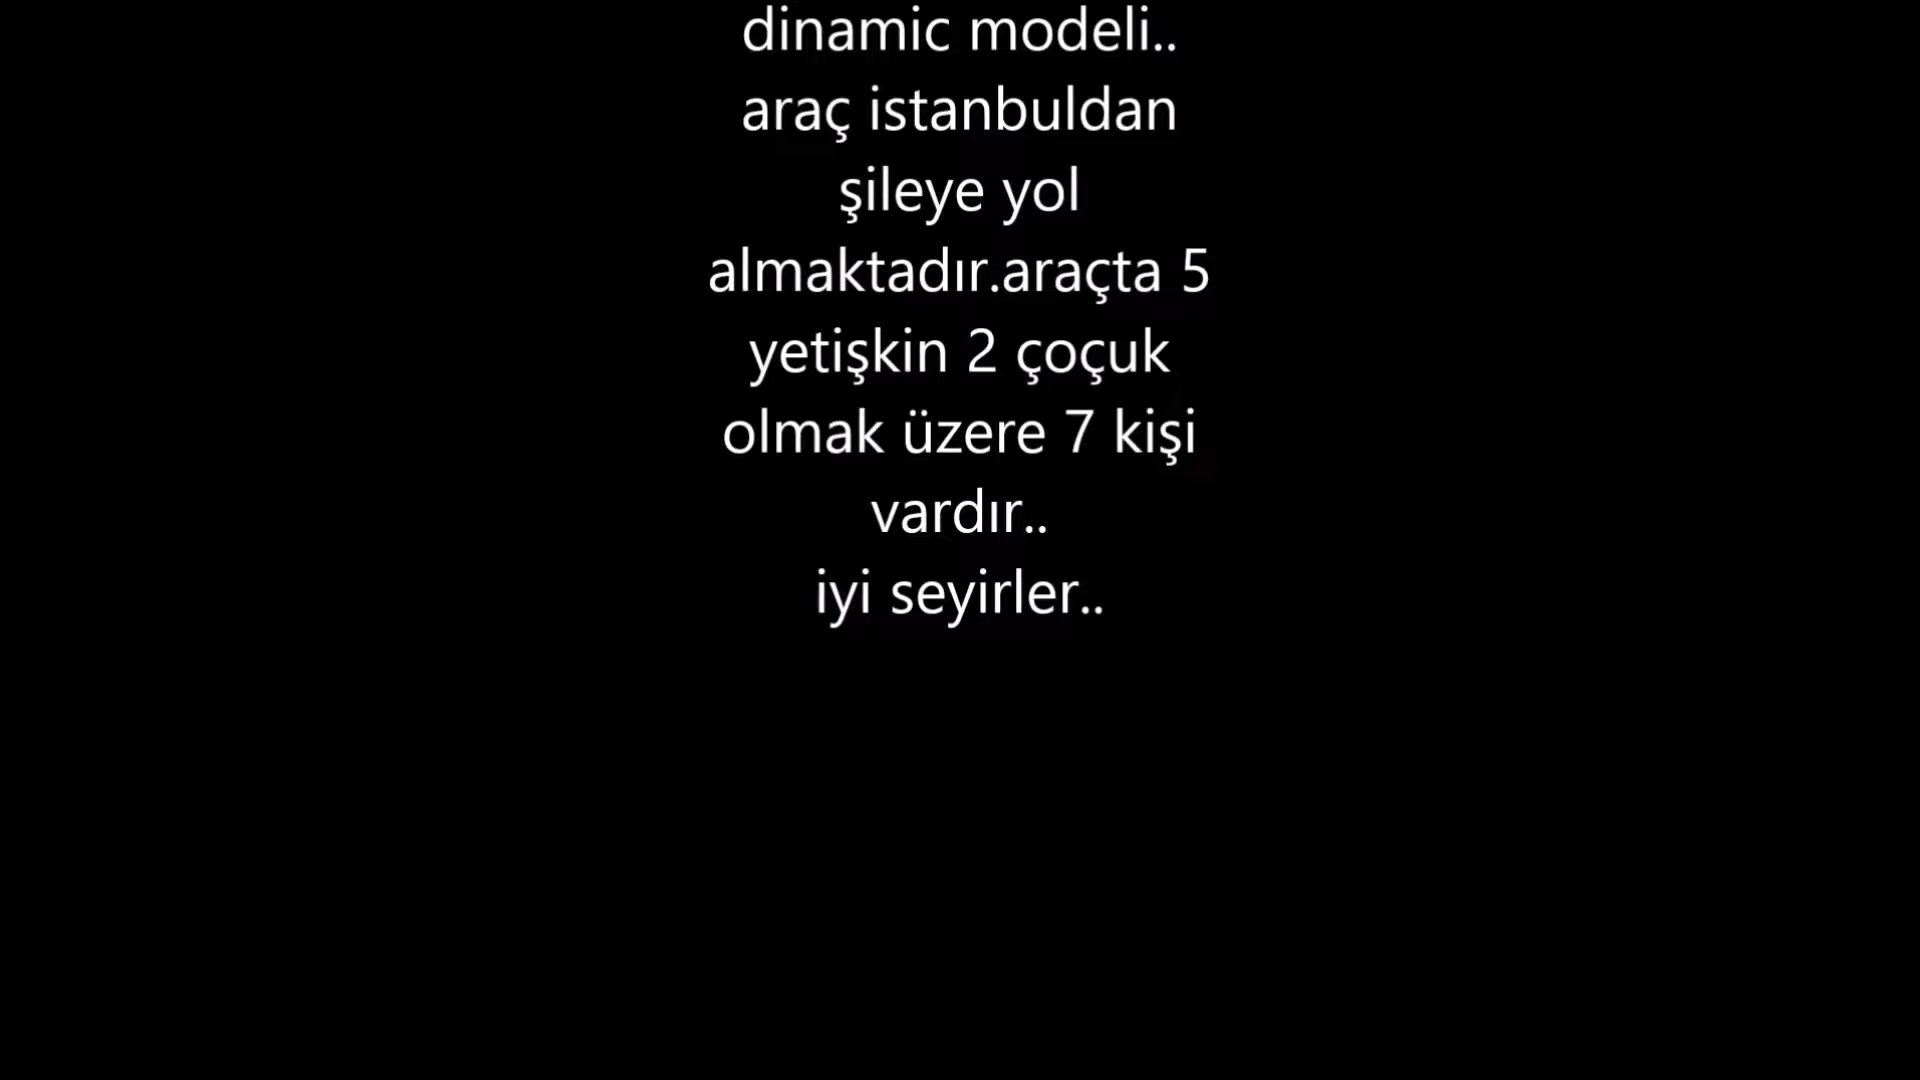 dinamic modeli..
araç istanbuldan
şileye yol
almaktadır.araçta 5
yetişkin 2 çoçuk
olmak üzere 7 kişi
vardır..
iyi seyirler..